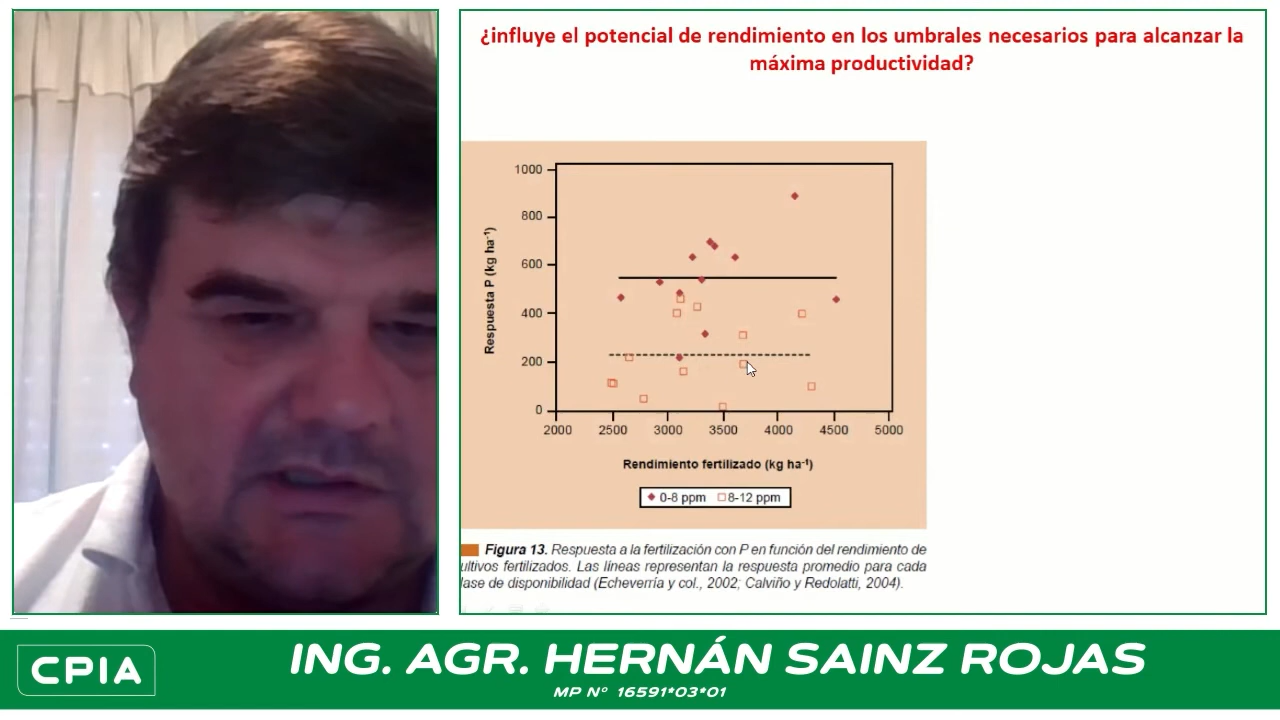 ¿influye el potencial de rendimiento en los umbrales necesarios para alcanzar la
máxima productividad?
1000
800
600
400
200
0
Respuesta P (kg ha-1)
2000 2500 3000 3500 4000 4500 5000
Rendimiento fertilizado (kg ha-1)
0-8 ppm 8-12 ppm
Figura 13. Respuesta a la fertilización con P en función del rendimiento de
ultivos fertilizados. Las líneas representan la respuesta promedio para cada
lase de disponibilidad (Echeverría y col., 2002; Calviño y Redolatti, 2004).
CPIA
ING. AGR. HERNÁN SAINZ ROJAS
MP Nº 16591*03*01